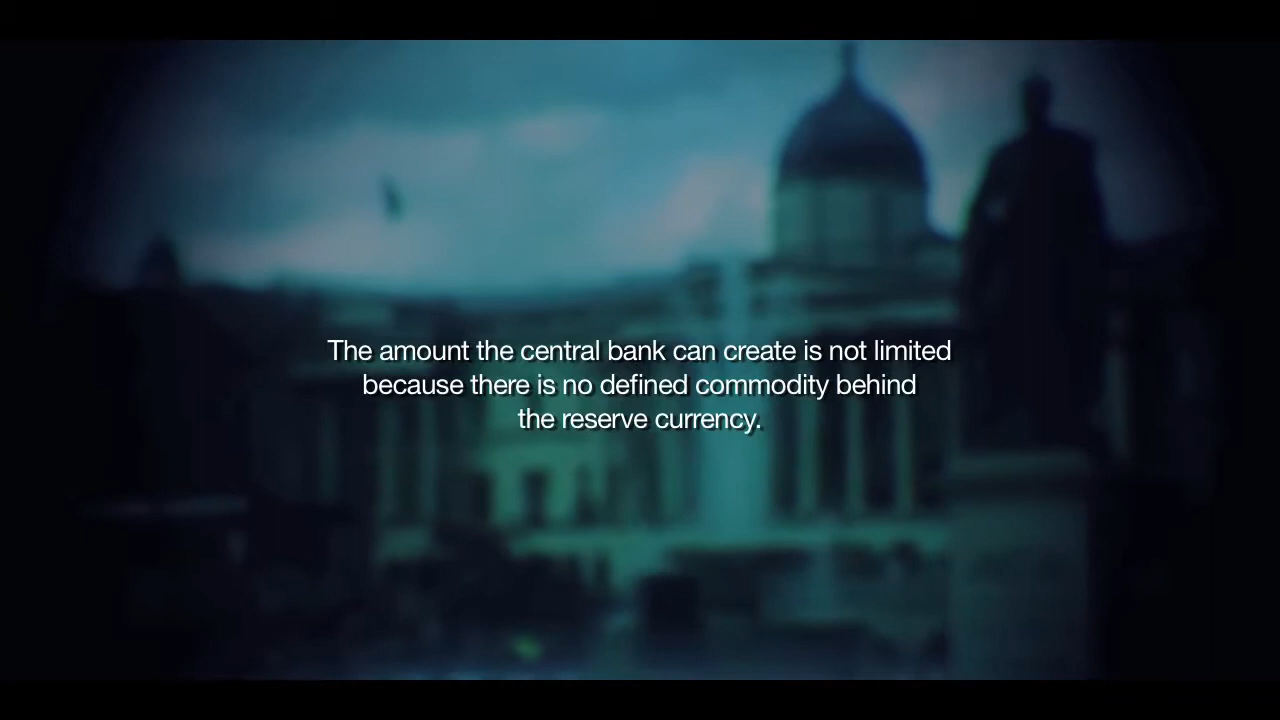 The amount the central bank can create is not limited
because there is no defined commodity behind
the reserve currency.